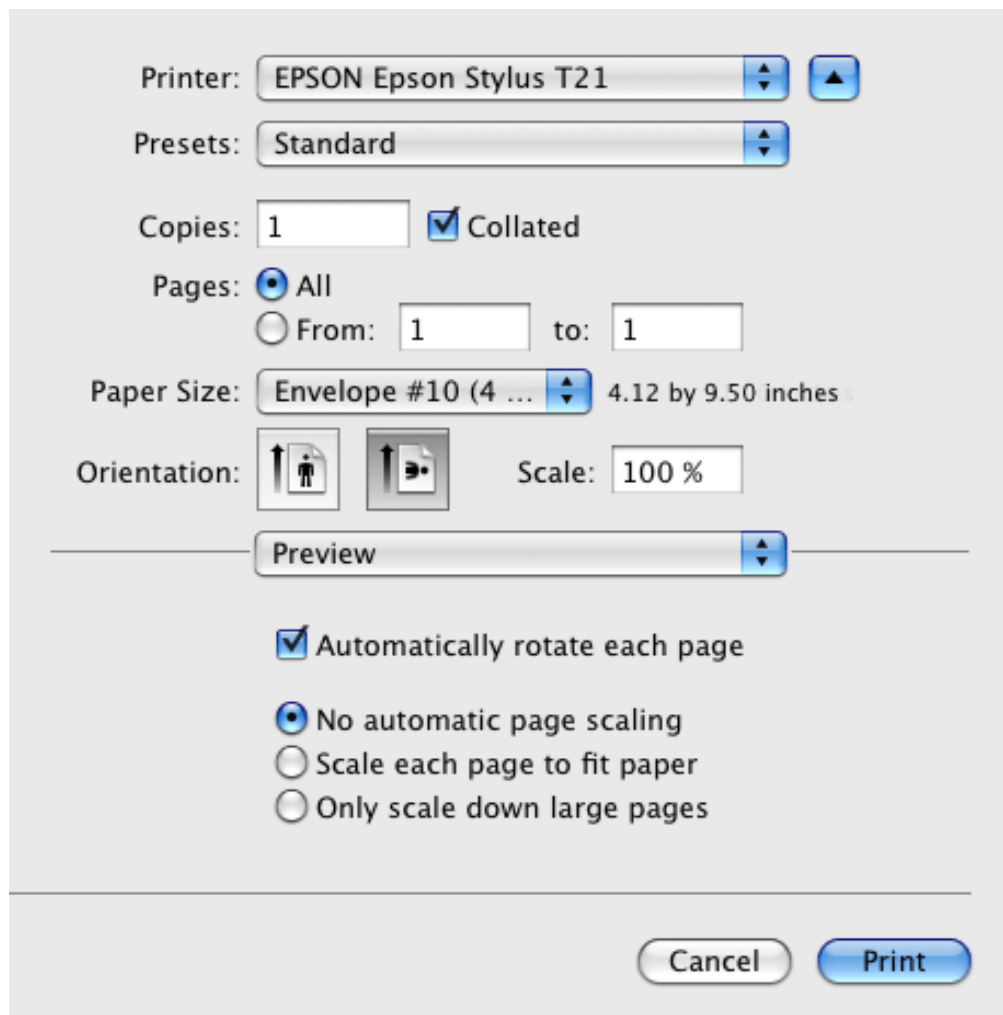 Printer: EPSON Epson Stylus T21
Presets: Standard
Copies: 1 Collated
Pages: All
From: 1 to: 1
Paper Size: Envelope #10 (4 ... 4.12 by 9.50 inches
Orientation: Scale: 100 %
Preview
Automatically rotate each page
No automatic page scaling
Scale each page to fit paper
Only scale down large pages
Cancel Print